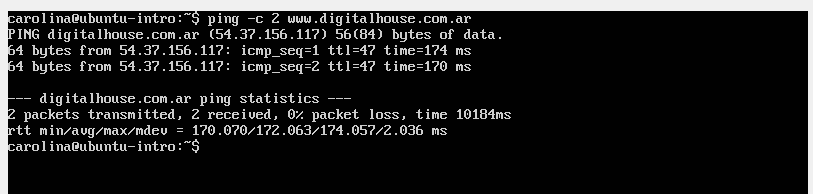 carolina@ubuntu-intro:~$ ping -c 2 www.digitalhouse.com.ar
PING digitalhouse.com.ar (54.37.156.117) 56(84) bytes of data.
64 bytes from 54.37.156.117: icmp_seq=1 ttl=47 time=174 ms
64 bytes from 54.37.156.117: icmp_seq=2 ttl=47 time=170 ms

--- digitalhouse.com.ar ping statistics ---
2 packets transmitted, 2 received, 0% packet loss, time 10184ms
rtt min/avg/max/mdev = 170.070/172.063/174.057/2.036 ms
carolina@ubuntu-intro:~$